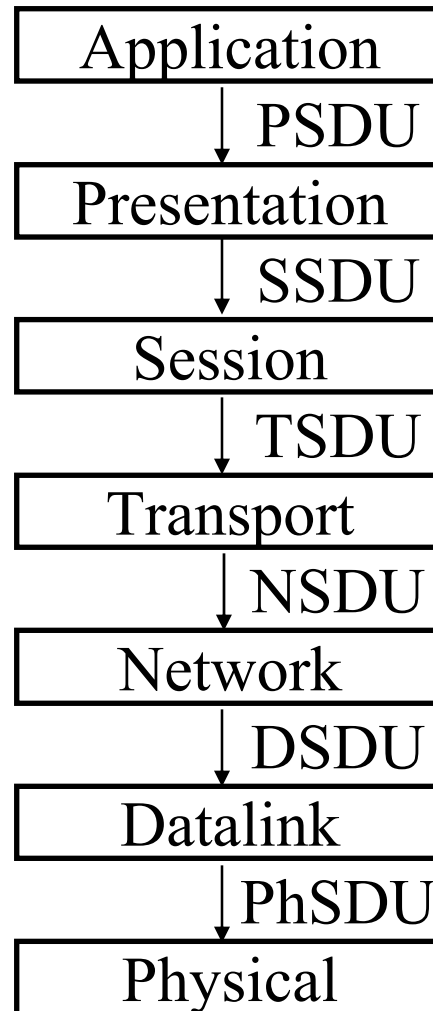 Application
PSDU
Presentation
SSDU
Session
TSDU
Transport
NSDU
Network
DSDU
Datalink
PhSDU
Physical